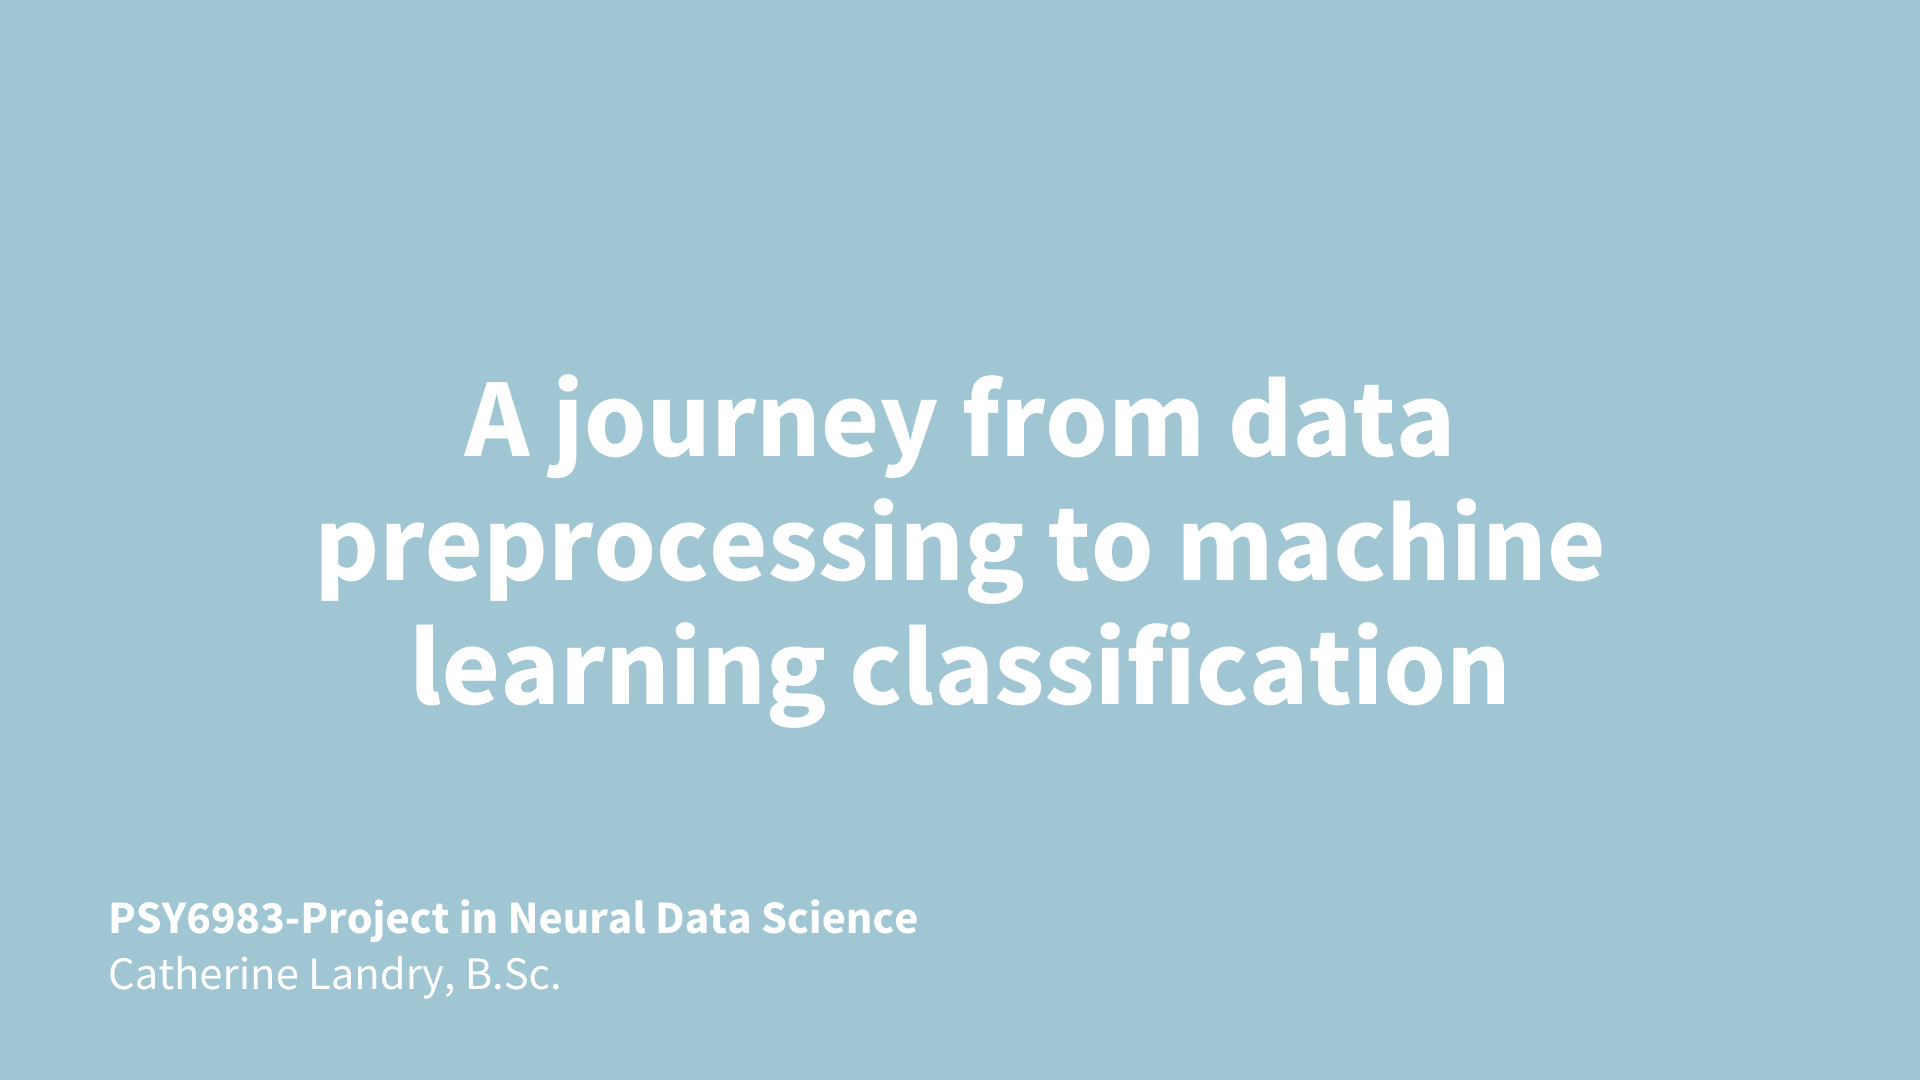 A journey from data
preprocessing to machine
learning classification
PSY6983-Project in Neural Data Science
Catherine Landry, B.Sc.